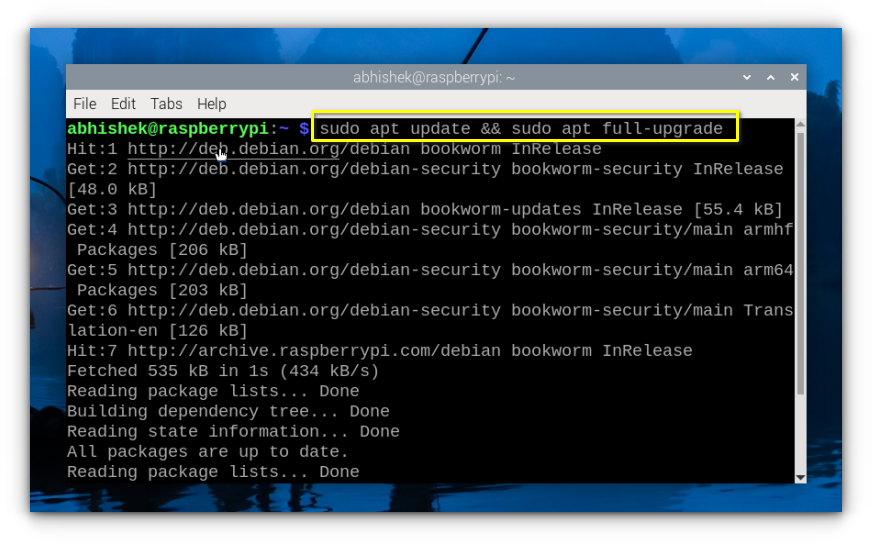 abhishek@raspberrypi: ~
File Edit Tabs Help
abhishek@raspberrypi:~ $ sudo apt update && sudo apt full-upgrade
Hit:1 http://deb.debian.org/debian bookworm InRelease
Get:2 http://deb.debian.org/debian-security bookworm-security InRelease
[48.0 kB]
Get:3 http://deb.debian.org/debian bookworm-updates InRelease [55.4 kB]
Get:4 http://deb.debian.org/debian-security bookworm-security/main armhf
 Packages [206 kB]
Get:5 http://deb.debian.org/debian-security bookworm-security/main arm64
 Packages [203 kB]
Get:6 http://deb.debian.org/debian-security bookworm-security/main Trans
lation-en [126 kB]
Hit:7 http://archive.raspberrypi.com/debian bookworm InRelease
Fetched 535 kB in 1s (434 kB/s)
Reading package lists... Done
Building dependency tree... Done
Reading state information... Done
All packages are up to date.
Reading package lists... Done